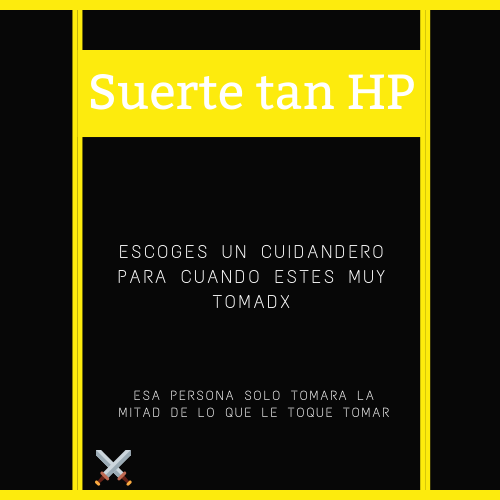 Suerte tan HP
ESCOGES UN CUIDANDERO
PARA CUANDO ESTES MUY
TOMADX
ESA PERSONA SOLO TOMARA LA
MITAD DE LO QUE LE TOQUE TOMAR